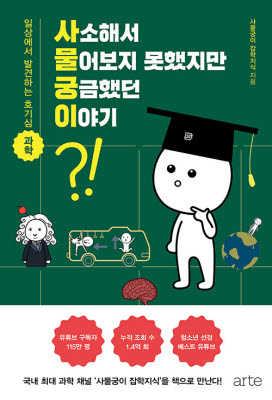 일상에서 발견하는 호기심
과학
사소해서
물어보지 못했지만
궁금했던
이야기
?!
사물궁이 잡학지식 지음
유튜브 구독자
115만 명
누적 조회 수
1.4억 회
청소년 선정
베스트 유튜브
국내 최대 과학 채널 '사물궁이 잡학지식'을 책으로 만난다!
arte